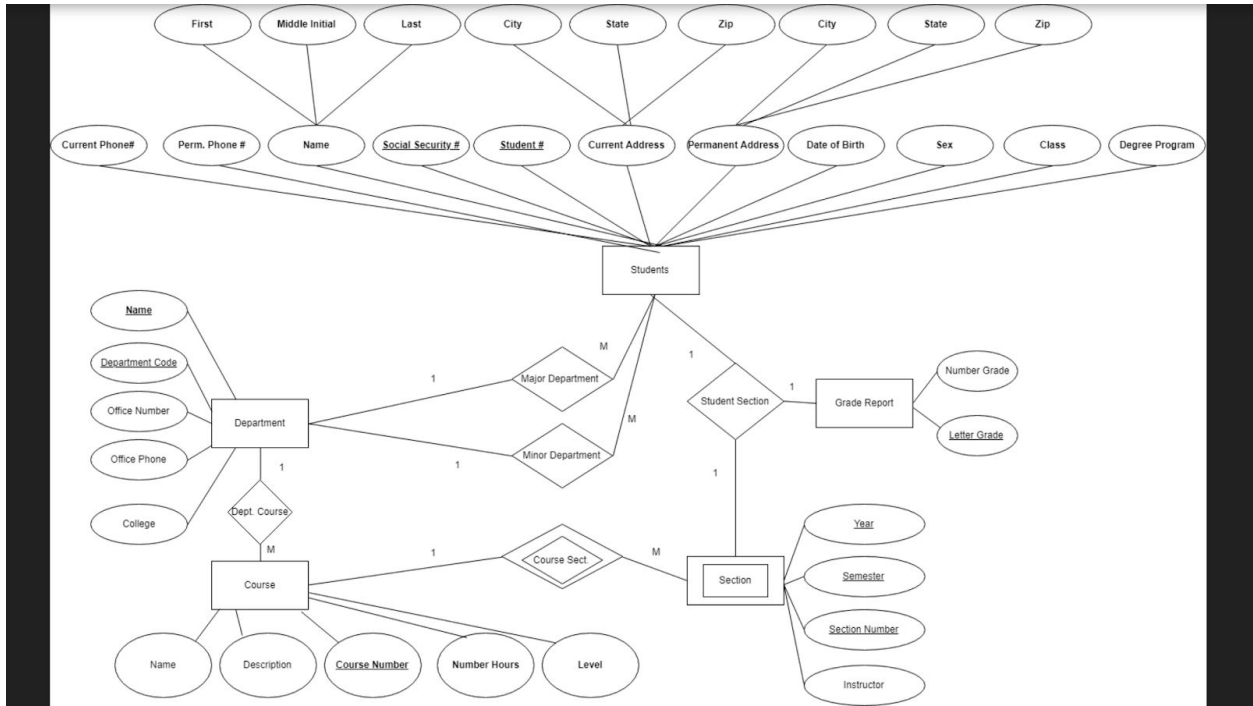 First
Middle Initial
Last
City
State
Zip
City
State
Zip
Current Phone#
Perm. Phone #
Name
Social Security #
Student #
Current Address
Permanent Address
Date of Birth
Sex
Class
Degree Program
Students
Name
Department Code
Office Number
Office Phone
College
Department
1
M
Major Department
1
M
Minor Department
1
Student Section
1
Grade Report
Number Grade
Letter Grade
1
1
Dept. Course
M
Course
1
Course Sect.
M
Section
Year
Semester
Section Number
Instructor
Name
Description
Course Number
Number Hours
Level